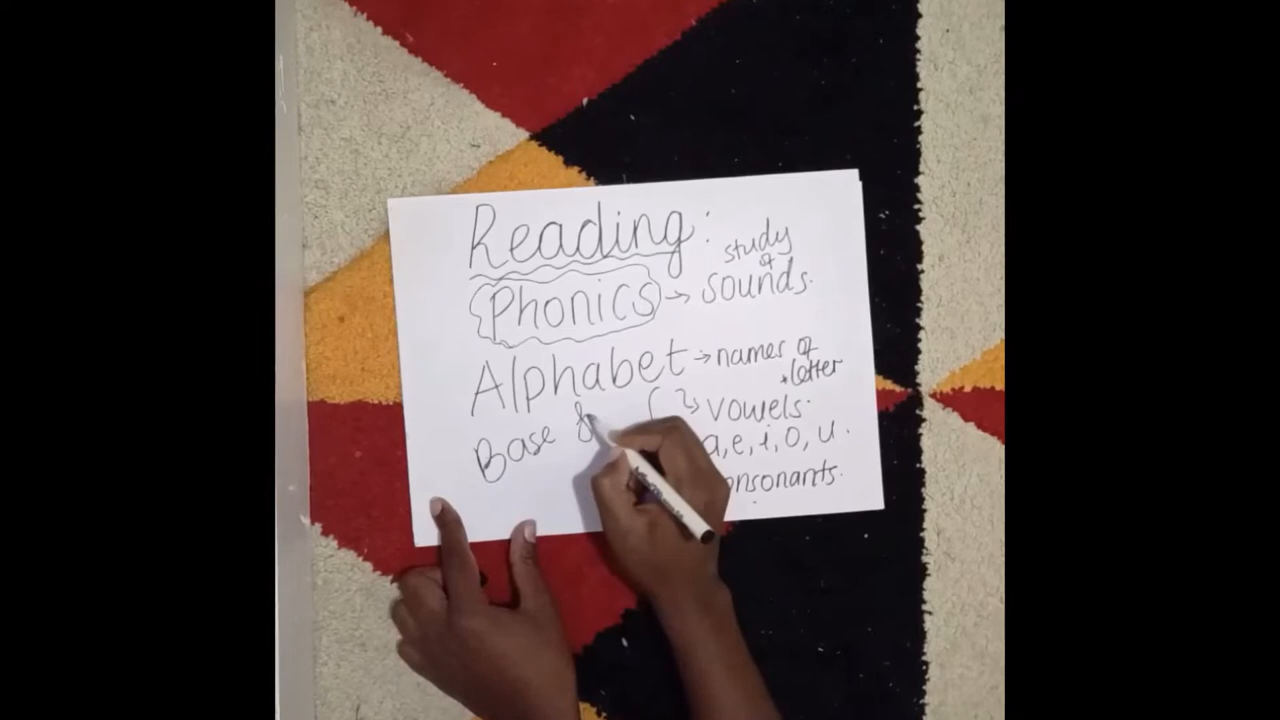 Reading:
study
of
Phonics → sounds.
Alphabet → names of
letter
vowels.
Base
a, e, i, o, u.
onsonants.